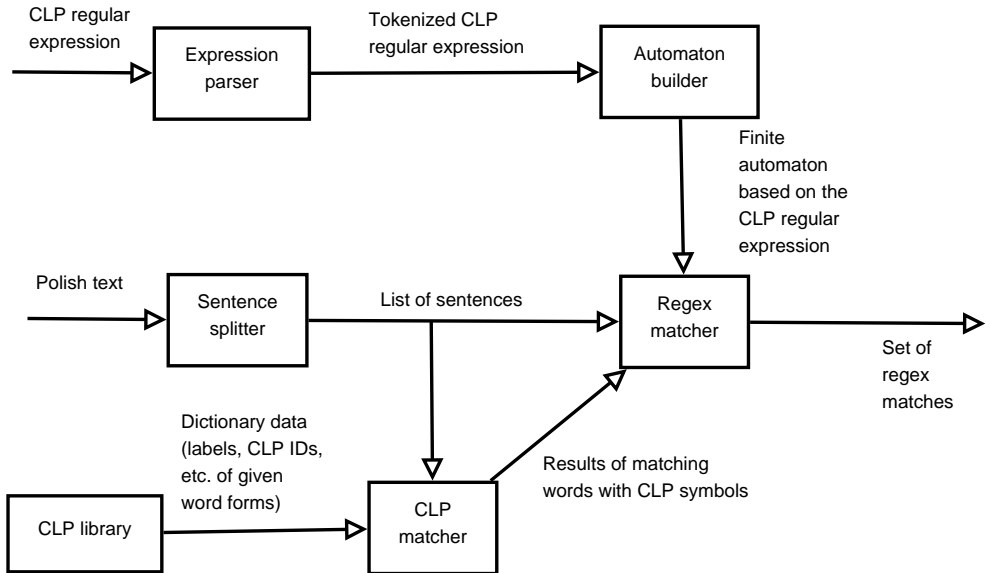 CLP regular
expression
Expression
parser
Tokenized CLP
regular expression
Automaton
builder
Finite
automaton
based on the
CLP regular
expression
Polish text
Sentence
splitter
List of sentences
Regex
matcher
Set of
regex
matches
Dictionary data
(labels, CLP IDs,
etc. of given
word forms)
CLP library
CLP
matcher
Results of matching
words with CLP symbols